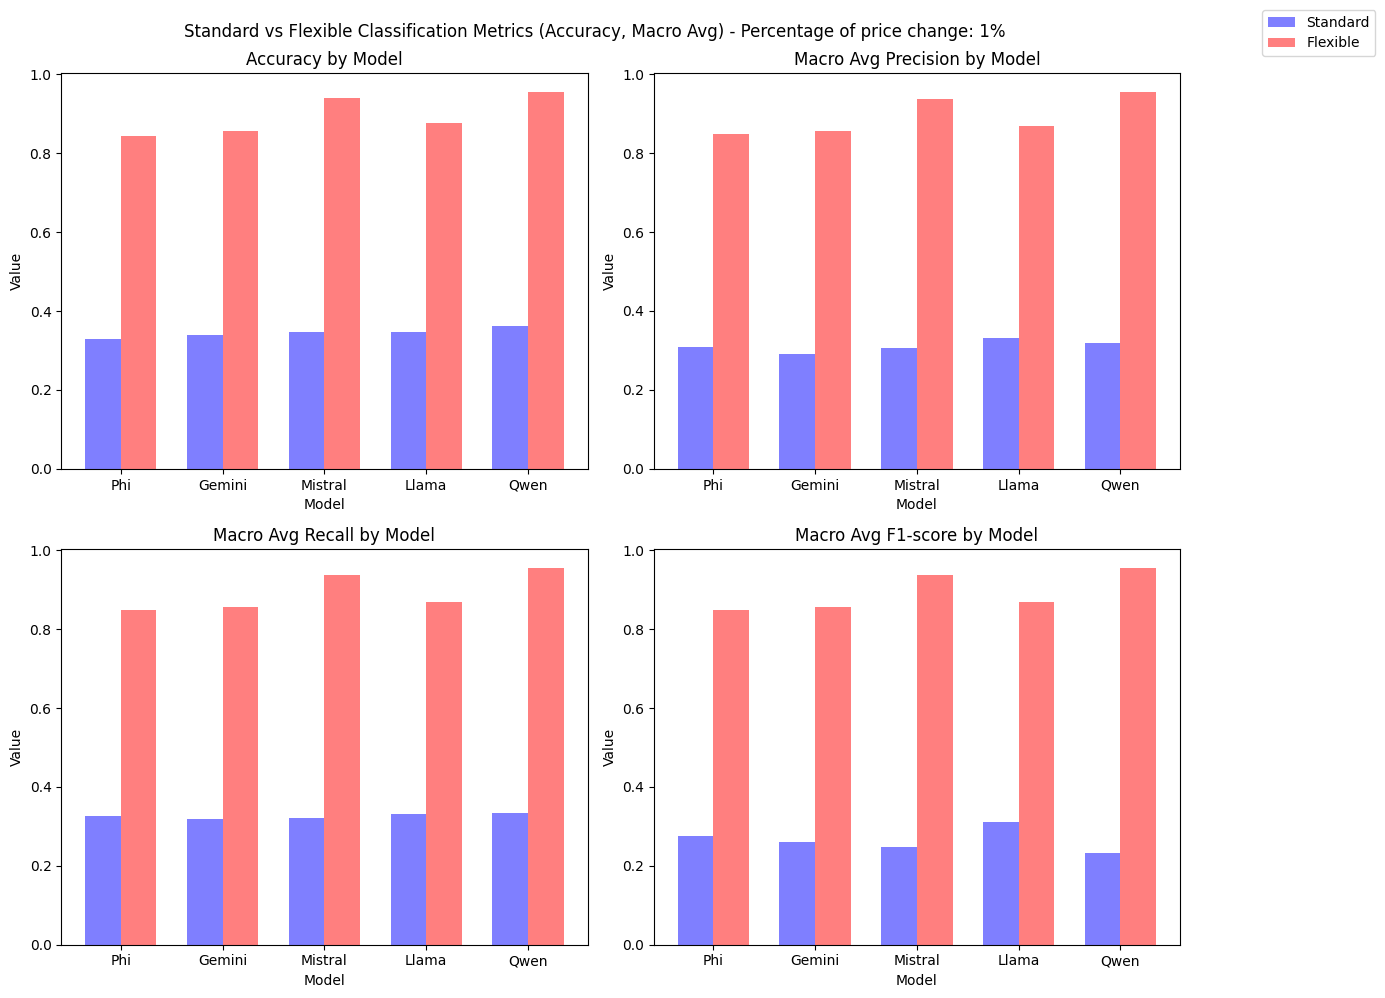 Standard vs Flexible Classification Metrics (Accuracy, Macro Avg) - Percentage of price change: 1%
Standard
Flexible
Accuracy by Model
1.0
0.8
0.6
0.4
0.2
0.0
Value
Phi Gemini Mistral Llama Qwen
Model
Macro Avg Precision by Model
1.0
0.8
0.6
0.4
0.2
0.0
Value
Phi Gemini Mistral Llama Qwen
Model
Macro Avg Recall by Model
1.0
0.8
0.6
0.4
0.2
0.0
Value
Phi Gemini Mistral Llama Qwen
Model
Macro Avg F1-score by Model
1.0
0.8
0.6
0.4
0.2
0.0
Value
Phi Gemini Mistral Llama Qwen
Model